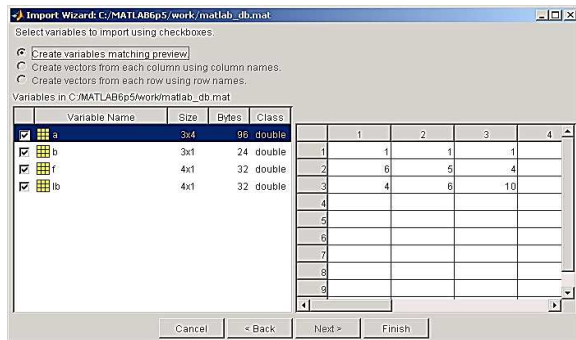 Import Wizard: C:/MATLAB6p5/work/matlab_db.mat
Select variables to import using checkboxes.
Create variables matching preview.
Create vectors from each column using column names.
Create vectors from each row using row names.
Variables in C:/MATLAB6p5/work/matlab_db.mat
Variable Name Size Bytes Class
a 3x4 96 double
b 3x1 24 double
f 4x1 32 double
lb 4x1 32 double
1 2 3 4
1 1 1 1
2 6 5 4
3 4 6 10
4
5
6
7
8
9
Cancel < Back Next > Finish